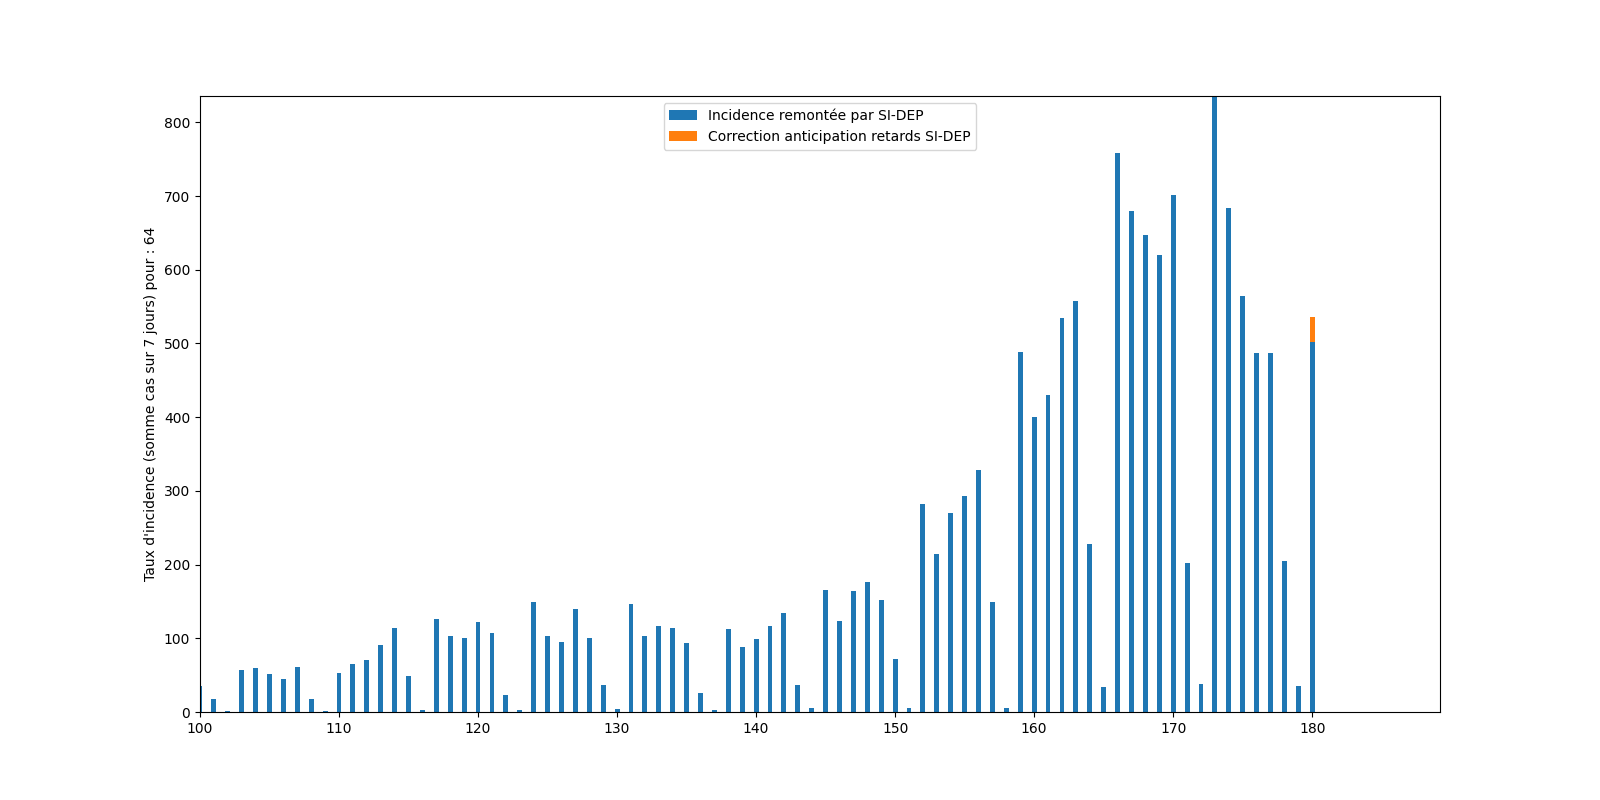 Incidence remontée par SI-DEP
Correction anticipation retards SI-DEP
Taux d'incidence (somme cas sur 7 jours) pour : 64
800
700
600
500
400
300
200
100
0
100 110 120 130 140 150 160 170 180